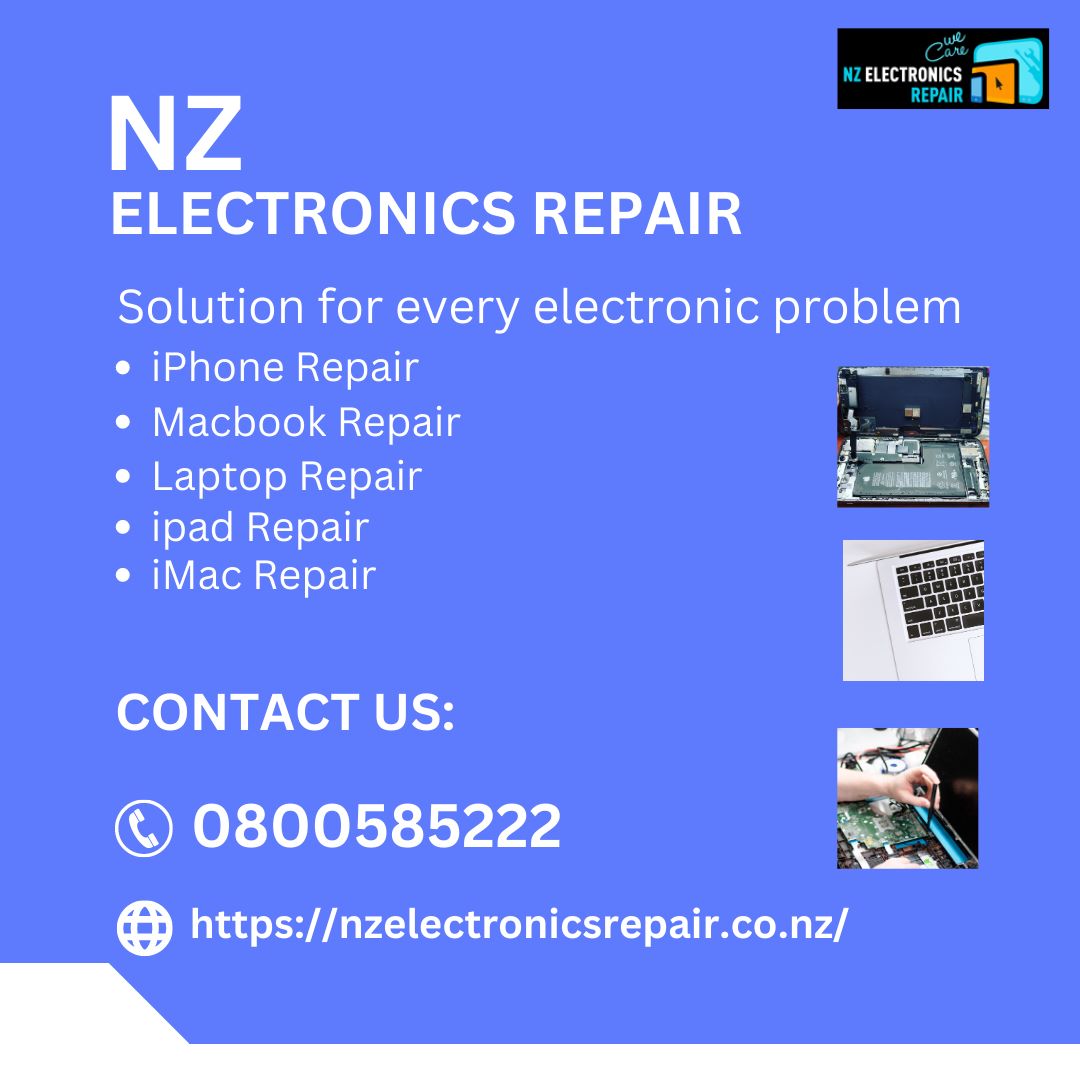 we
Care
NZ ELECTRONICS
REPAIR
NZ
ELECTRONICS REPAIR
Solution for every electronic problem
• iPhone Repair
• Macbook Repair
• Laptop Repair
• ipad Repair
• iMac Repair
CONTACT US:
0800585222
https://nzelectronicsrepair.co.nz/